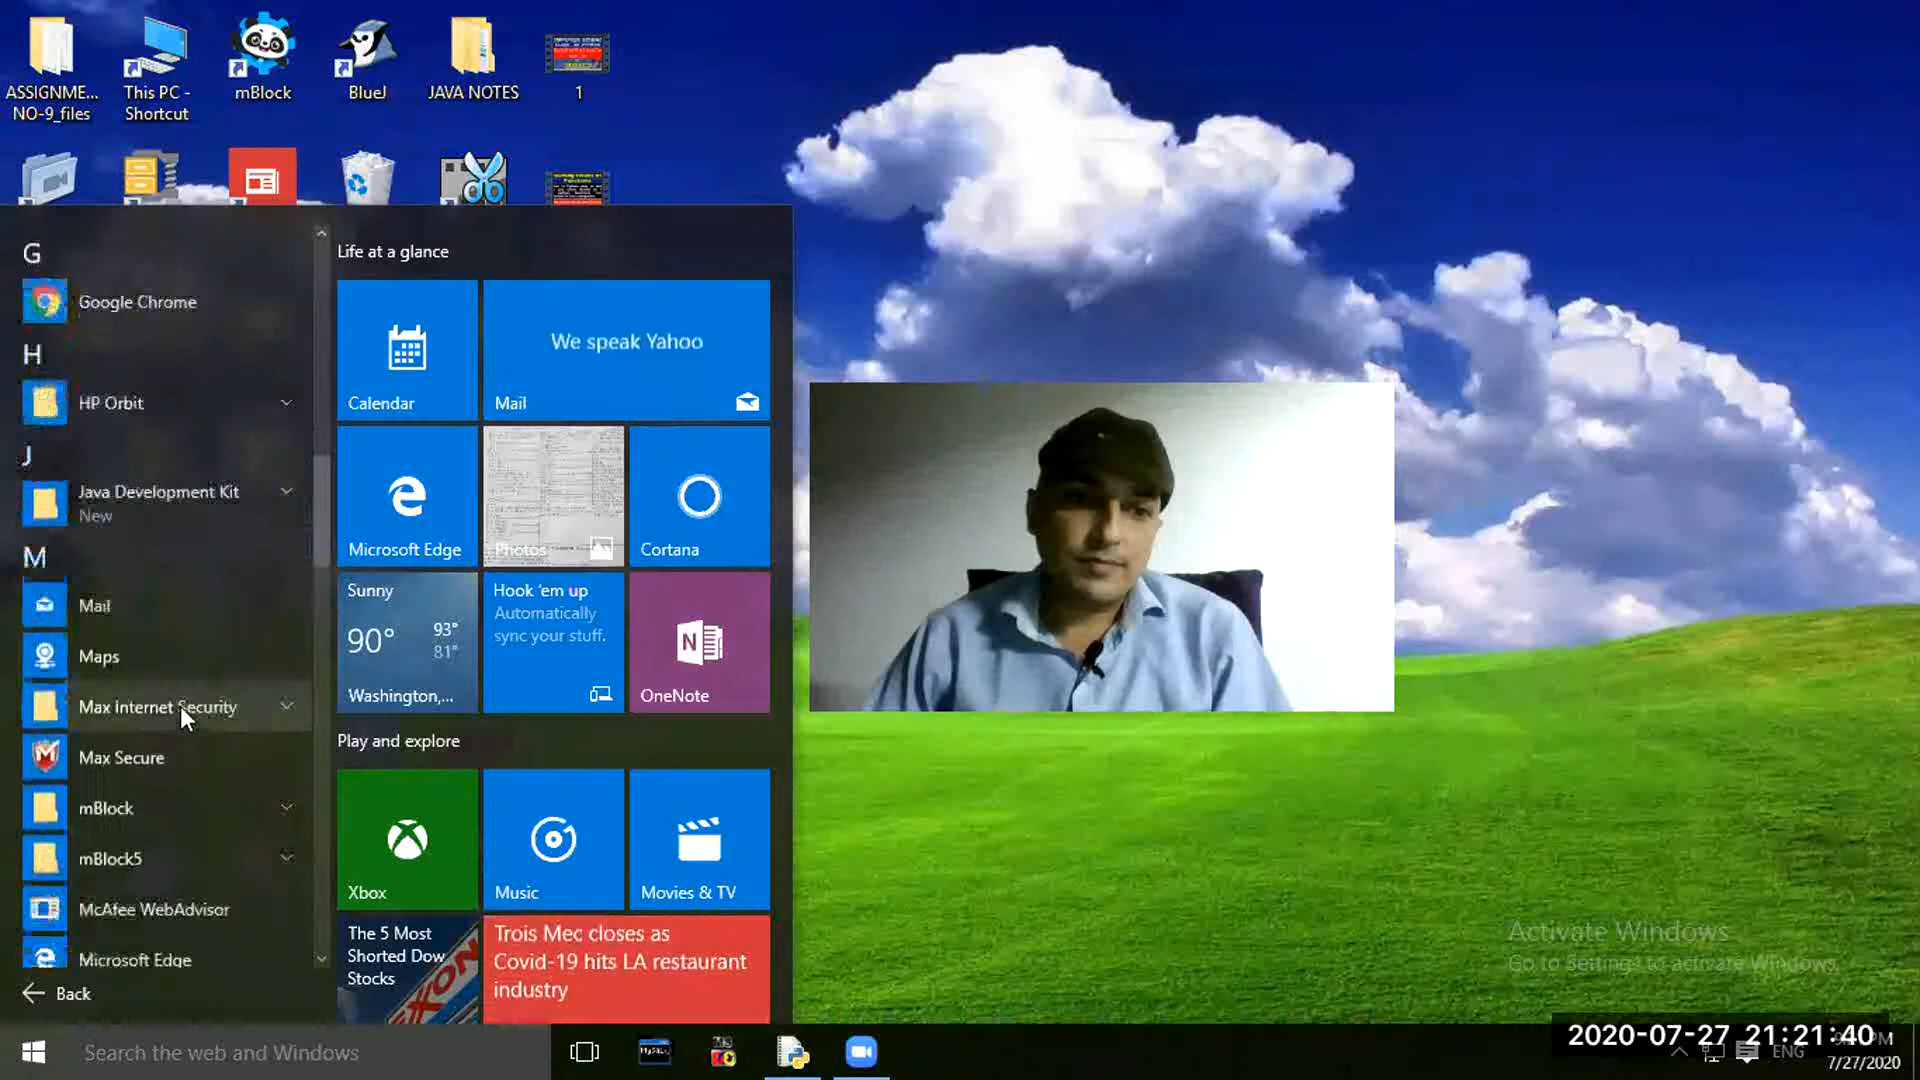 ASSIGNME...
NO-9_files
This PC -
Shortcut
mBlock
BlueJ
JAVA NOTES
1
G
Google Chrome
H
HP Orbit
J
Java Development Kit
New
M
Mail
Maps
Max Internet Security
Max Secure
mBlock
mBlock5
McAfee WebAdvisor
Microsoft Edge
Back
Life at a glance
Calendar
We speak Yahoo
Mail
Microsoft Edge
Photos
Cortana
Sunny
90°
93°
81°
Washington,...
Hook 'em up
Automatically
sync your stuff.
OneNote
Play and explore
Xbox
Music
Movies & TV
The 5 Most
Shorted Dow
Stocks
EXXON
Trois Mec closes as
Covid-19 hits LA restaurant
industry
Activate Windows
Go to Settings to activate Windows.
Search the web and Windows
MySQL
2020-07-27 21:21:40
ENG
7/27/2020